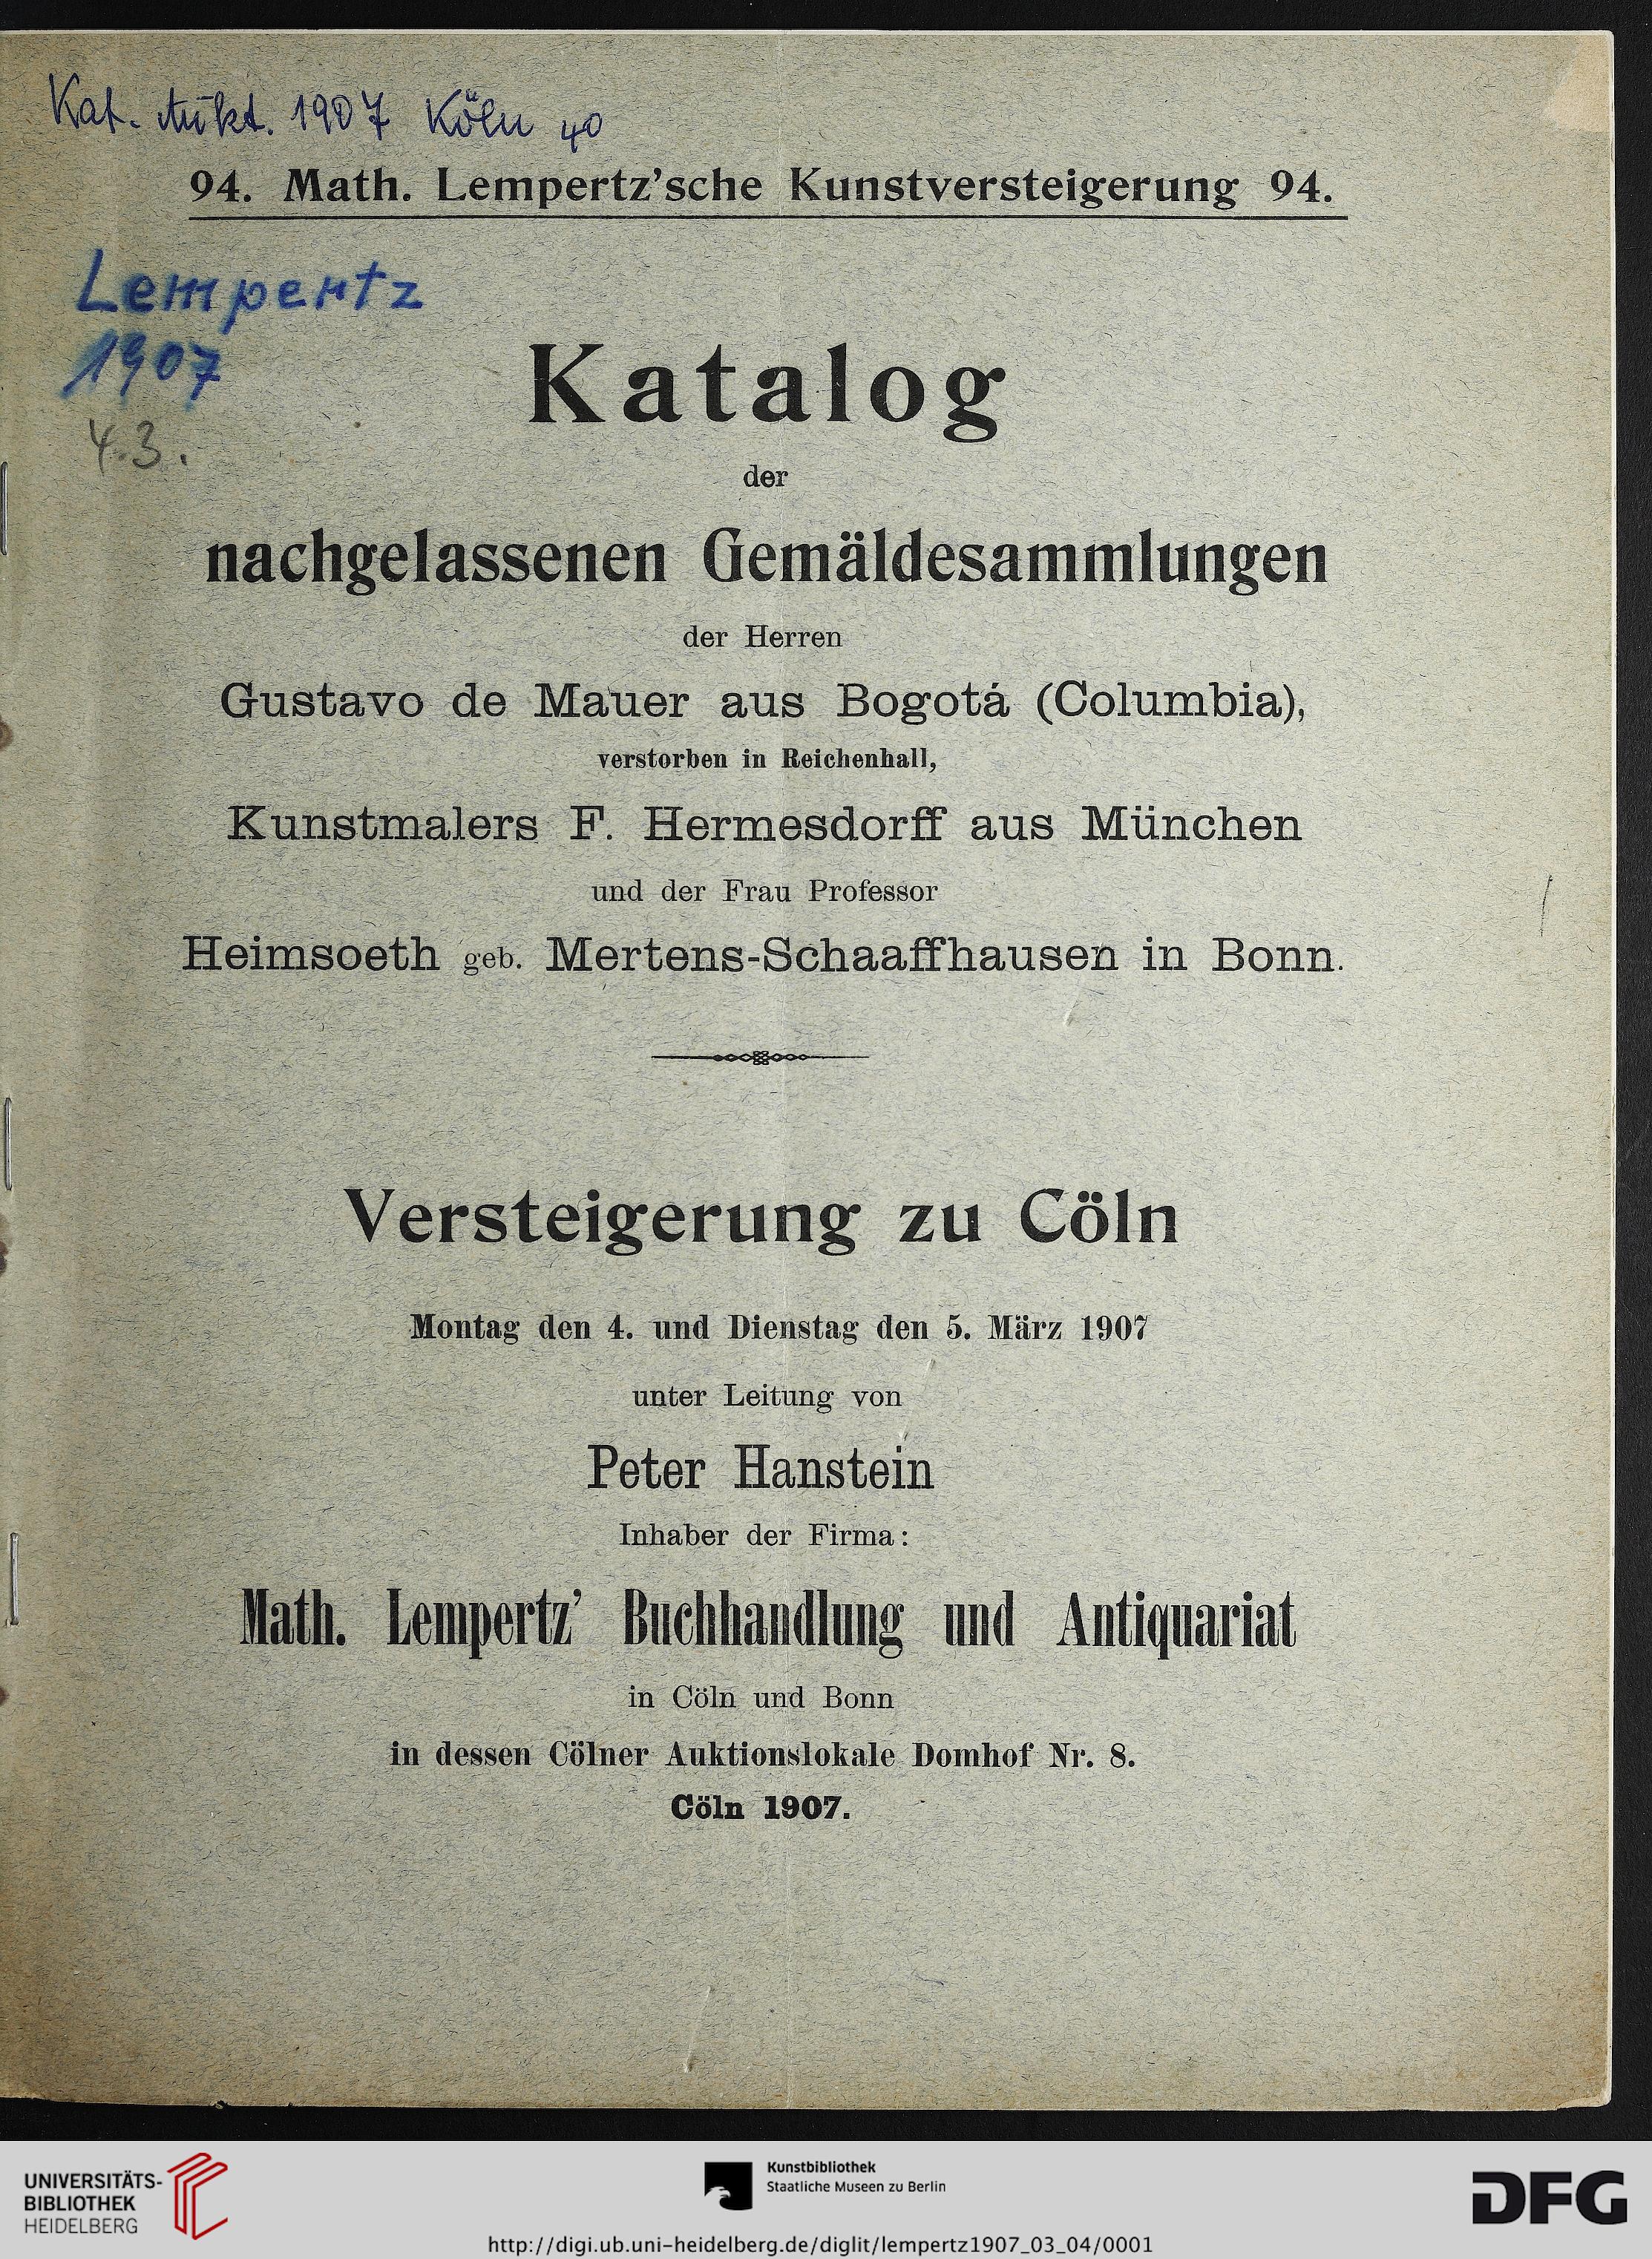 Kat. Aukt. 1907 Köln 40
94. Math. Lempertz'sche Kunstversteigerung 94.
Lempertz
1907
4.3.
Katalog
der
nachgelassenen Gemäldesammlungen
der Herren
Gustavo de Mauer aus Bogotá (Columbia),
verstorben in Reichenhall,
Kunstmalers F. Hermesdorff aus München
und der Frau Professor
Heimsoeth geb. Mertens-Schaaffhausen in Bonn.
Versteigerung zu Cöln
Montag den 4. und Dienstag den 5. März 1907
unter Leitung von
Peter Hanstein
Inhaber der Firma:
Math. Lempertz' Buchhandlung und Antiquariat
in Cöln und Bonn
in dessen Cölner Auktionslokale Domhof Nr. 8.
Cöln 1907.
UNIVERSITÄTS-
BIBLIOTHEK
HEIDELBERG
Kunstbibliothek
Staatliche Museen zu Berlin
DFG
http://digi.ub.uni-heidelberg.de/diglit/lempertz1907_03_04/0001